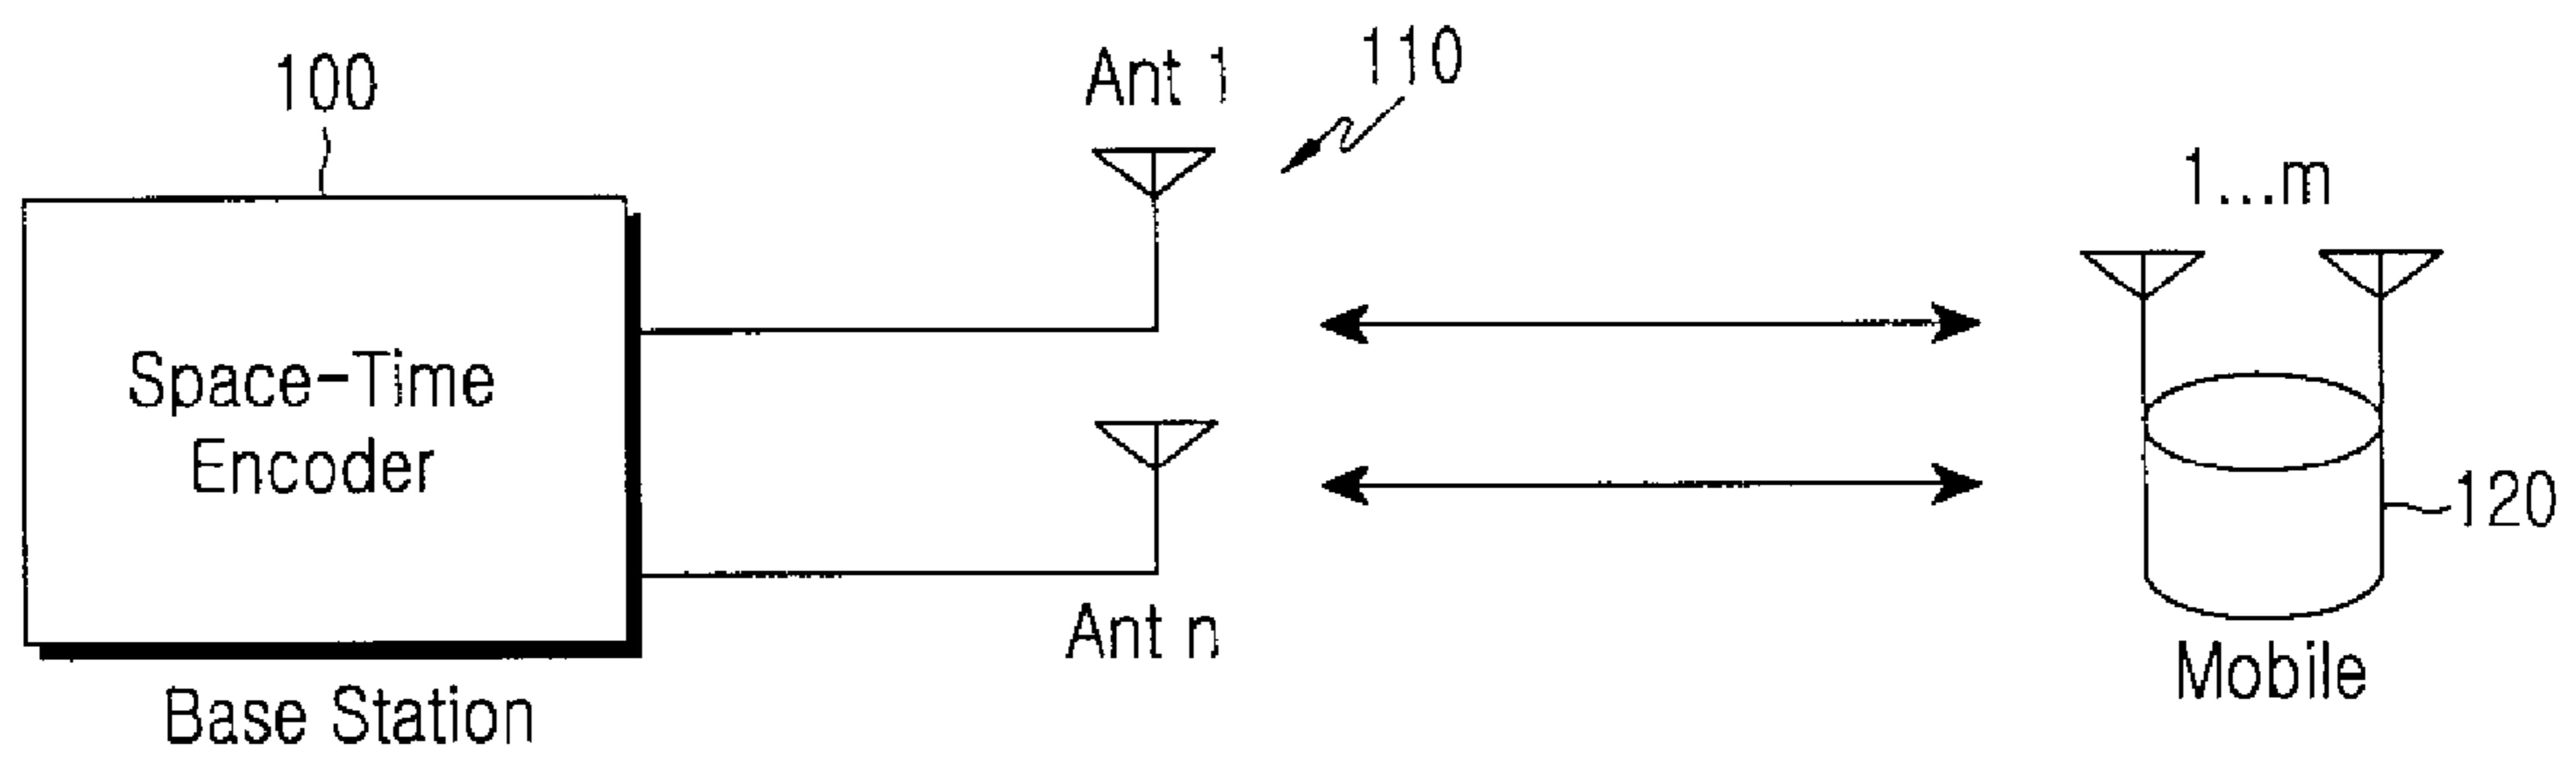 100
Ant 1
110
1...m
Space-Time
Encoder
120
Ant n
Mobile
Base Station